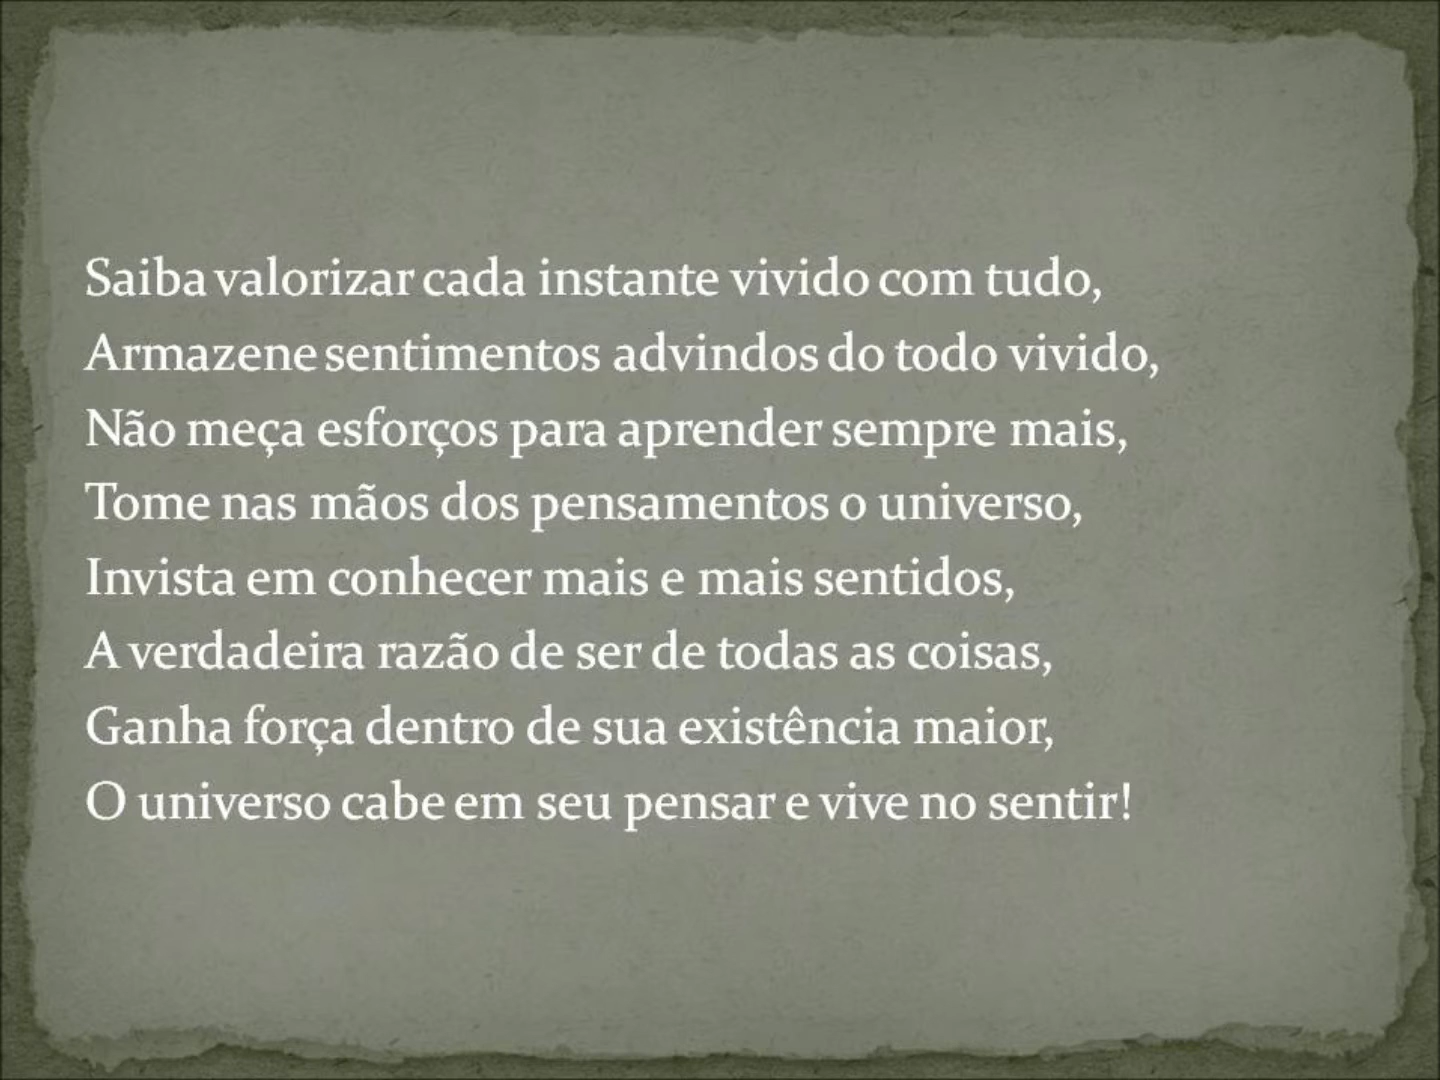 Saiba valorizar cada instante vivido com tudo,
Armazene sentimentos advindos do todo vivido,
Não meça esforços para aprender sempre mais,
Tome nas mãos dos pensamentos o universo,
Invista em conhecer mais e mais sentidos,
A verdadeira razão de ser de todas as coisas,
Ganha força dentro de sua existência maior,
O universo cabe em seu pensar e vive no sentir!